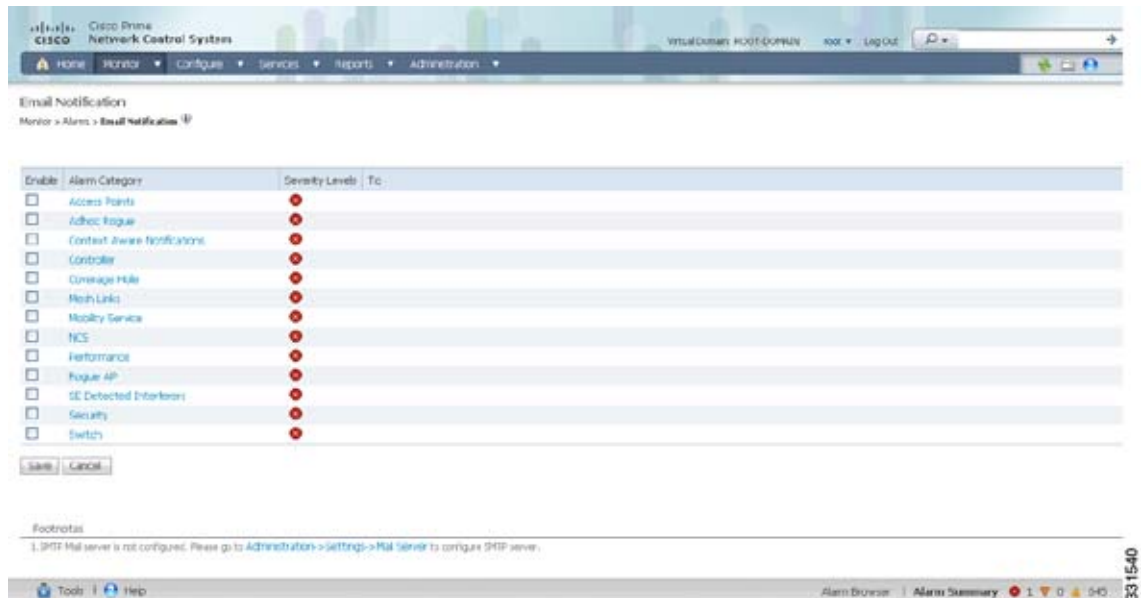 Cisco Prime
CISCO Network Control System
Virtual Domain: ROOT-DOMAIN root Log Out
Home Monitor Configure Services Reports Administration
Email Notification
Monitor > Alarms > Email Notification
Enable Alarm Category Severity Levels To
Access Points
Adhoc Rogue
Context Aware Notifications
Controller
Coverage Hole
Mesh Links
Mobility Service
NCS
Performance
Rogue AP
SE Detected Interferers
Security
Switch
Save Cancel
Footnotes
1. SMTP Mail server is not configured. Please go to Administration->Settings->Mail Server to configure SMTP server.
Tools | Help Alarm Browser | Alarm Summary 1 0 545
331540